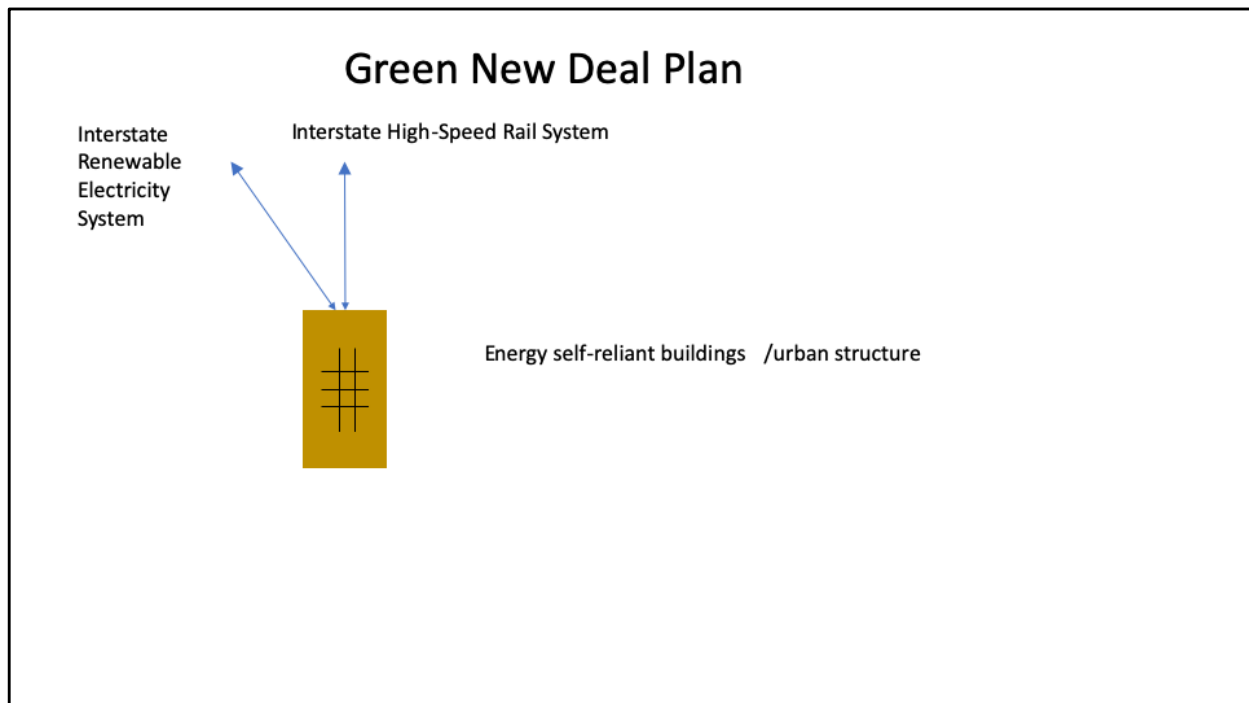 Green New Deal Plan
Interstate
Renewable
Electricity
System
Interstate High-Speed Rail System
Energy self-reliant buildings /urban structure